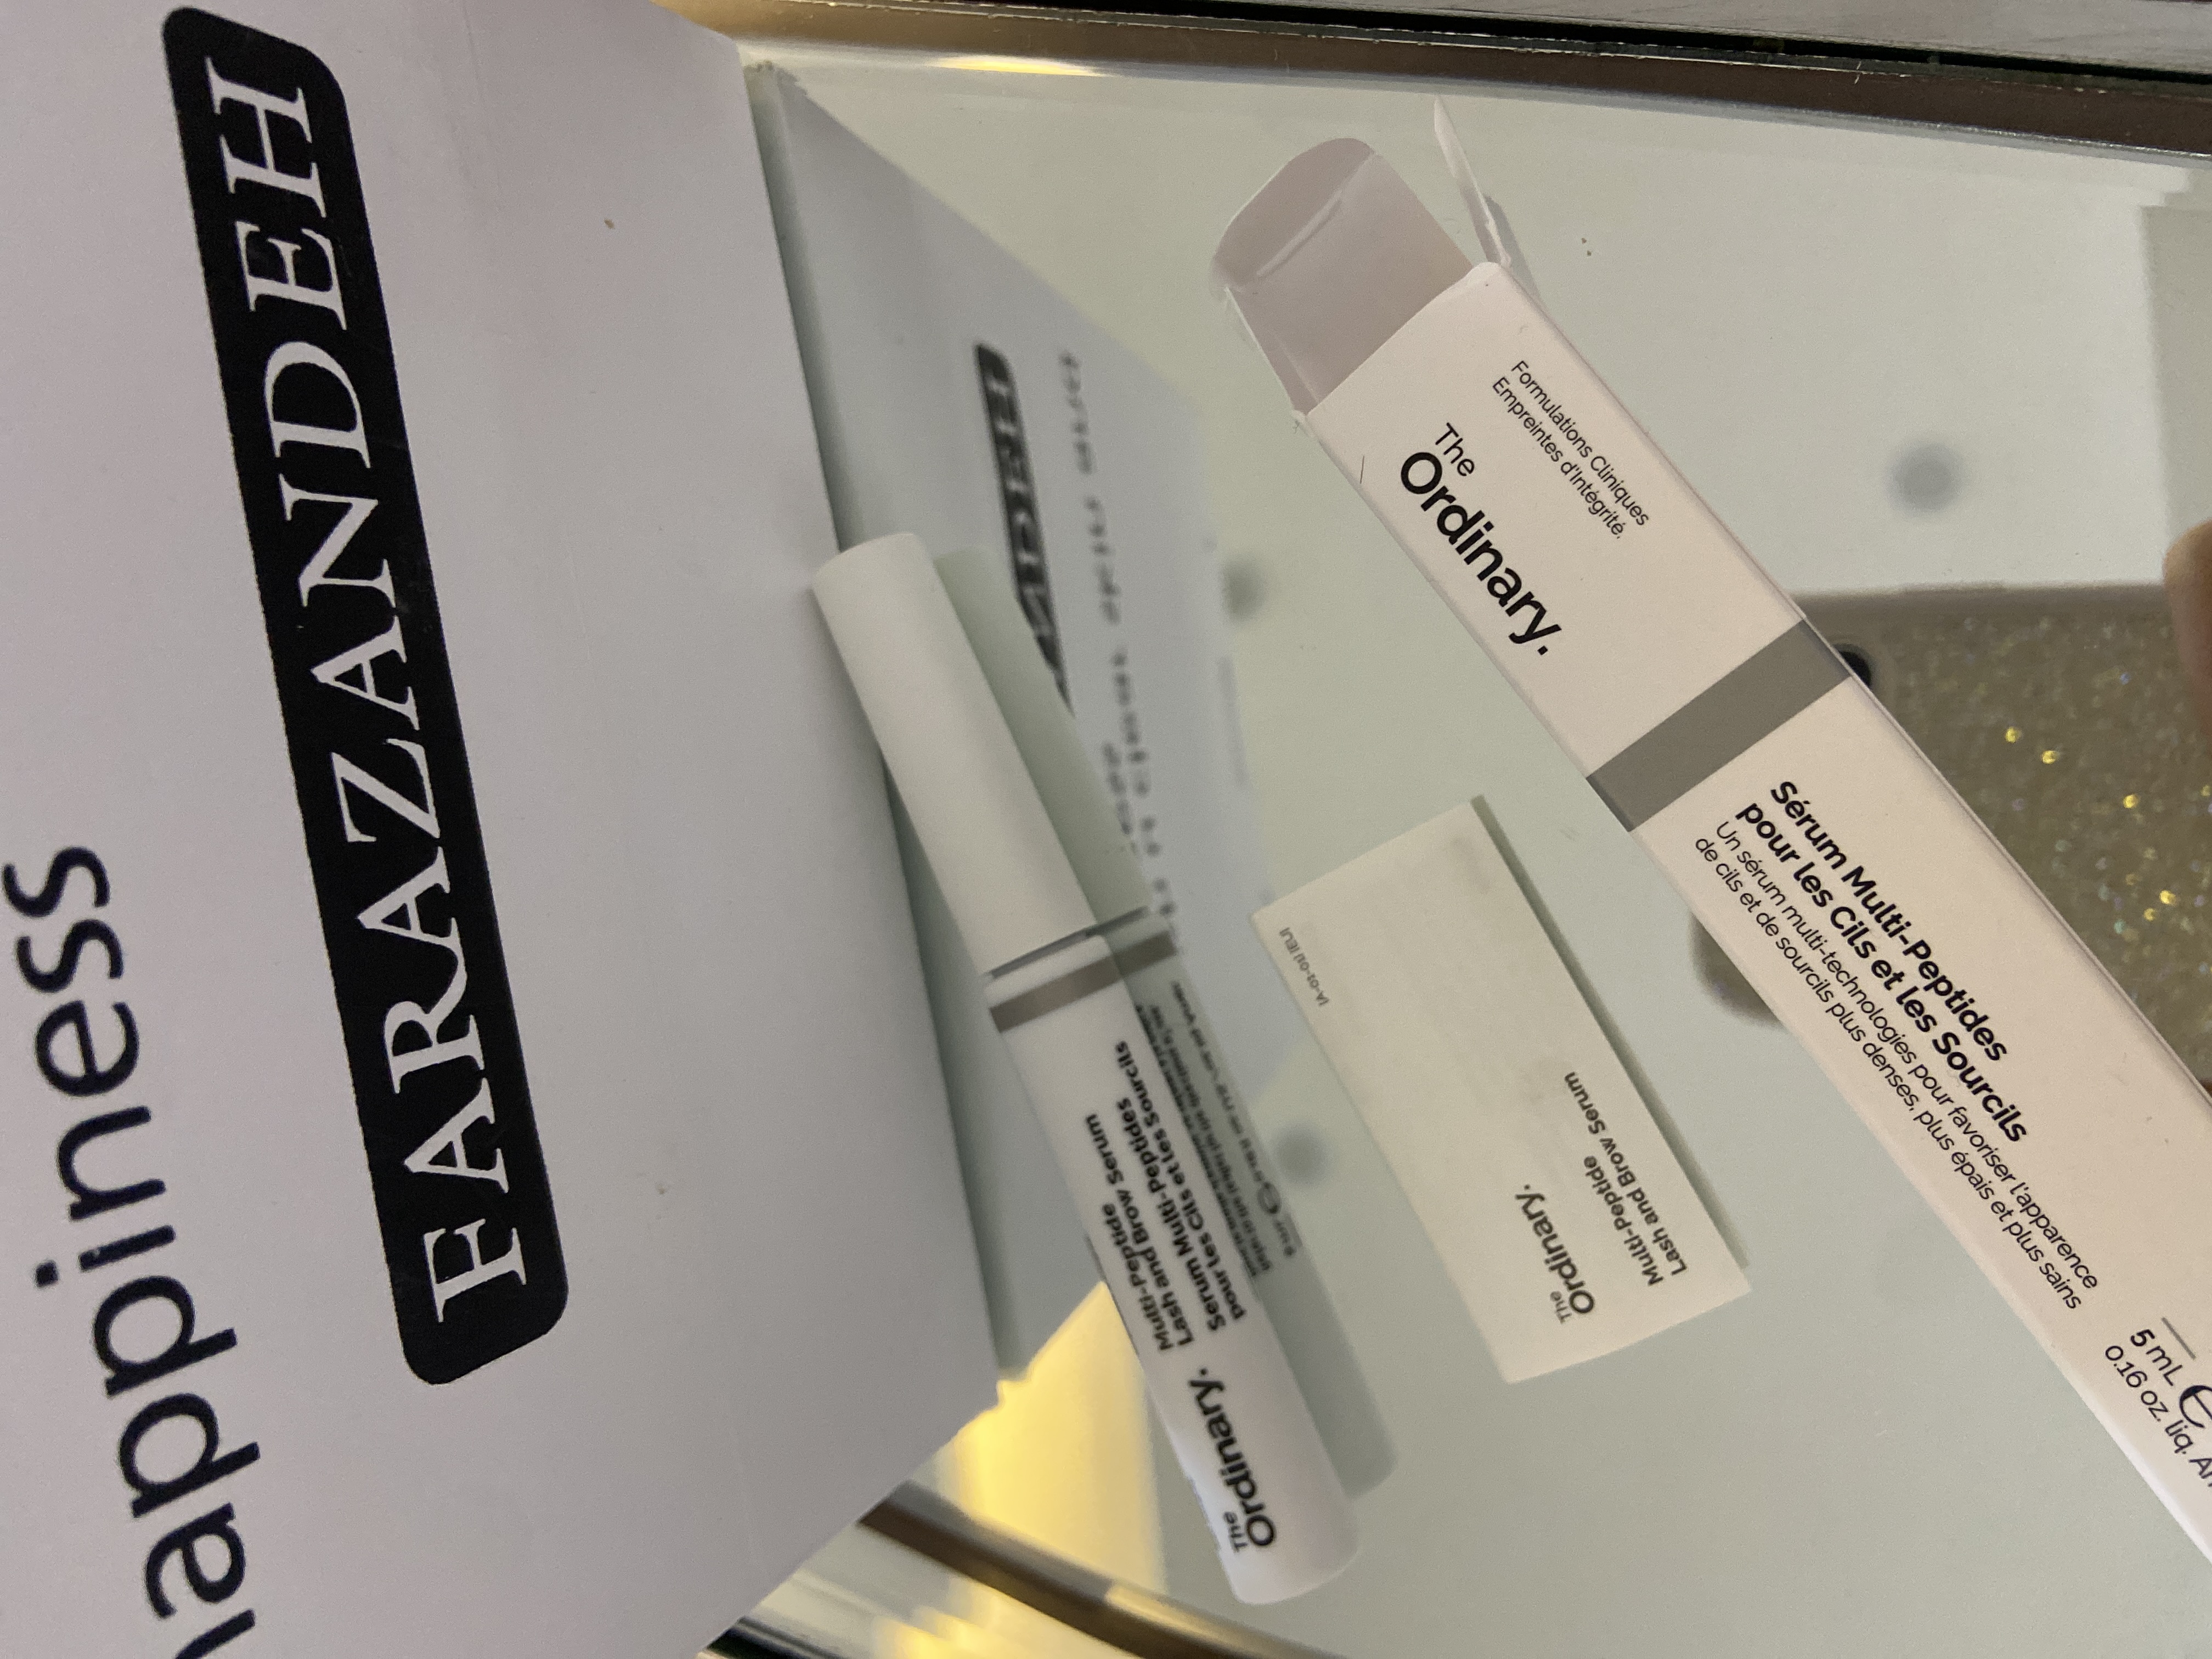 appiness
FARAZANDEH
The
Ordinary.
Multi-Peptide
Lash and Brow Serum
Serum Multi-Peptides
pour les Cils et les Sourcils
The
Ordinary.
Multi-Peptide
Lash and Brow Serum
Formulations Cliniques
Empreintes d'Intégrité.
The
Ordinary.
Sérum Multi-Peptides
pour les Cils et les Sourcils
Un sérum multi-technologies pour favoriser l'apparence
de cils et de sourcils plus denses, plus épais et plus sains
5 mL ℮
0.16 oz. liq.